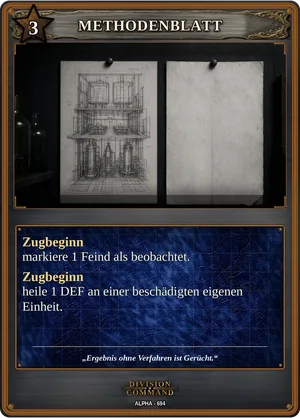 3
METHODENBLATT
Zugbeginn
markiere 1 Feind als beobachtet.
Zugbeginn
heile 1 DEF an einer beschädigten eigenen
Einheit.
„Ergebnis ohne Verfahren ist Gerücht.“
DIVISION
COMMAND
ALPHA - 694